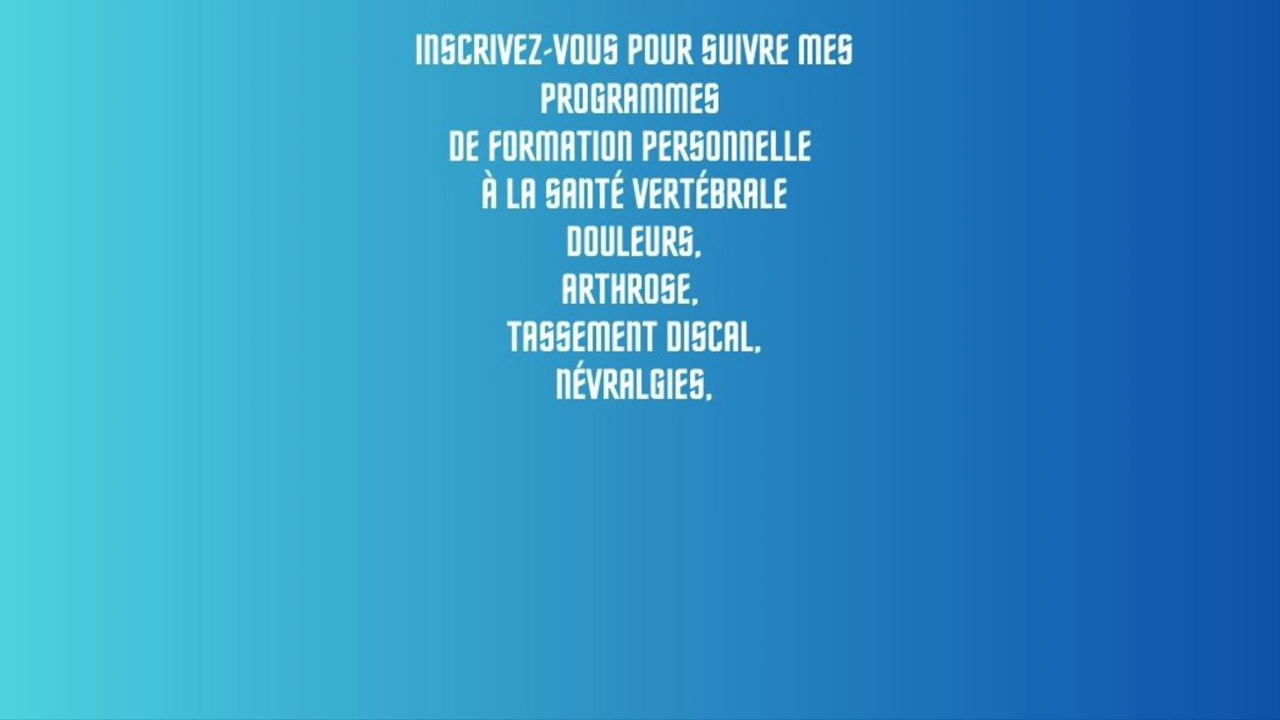 INSCRIVEZ-VOUS POUR SUIVRE MES
PROGRAMMES
DE FORMATION PERSONNELLE
À LA SANTÉ VERTÉBRALE
DOULEURS,
ARTHROSE,
TASSEMENT DISCAL,
NÉVRALGIES,